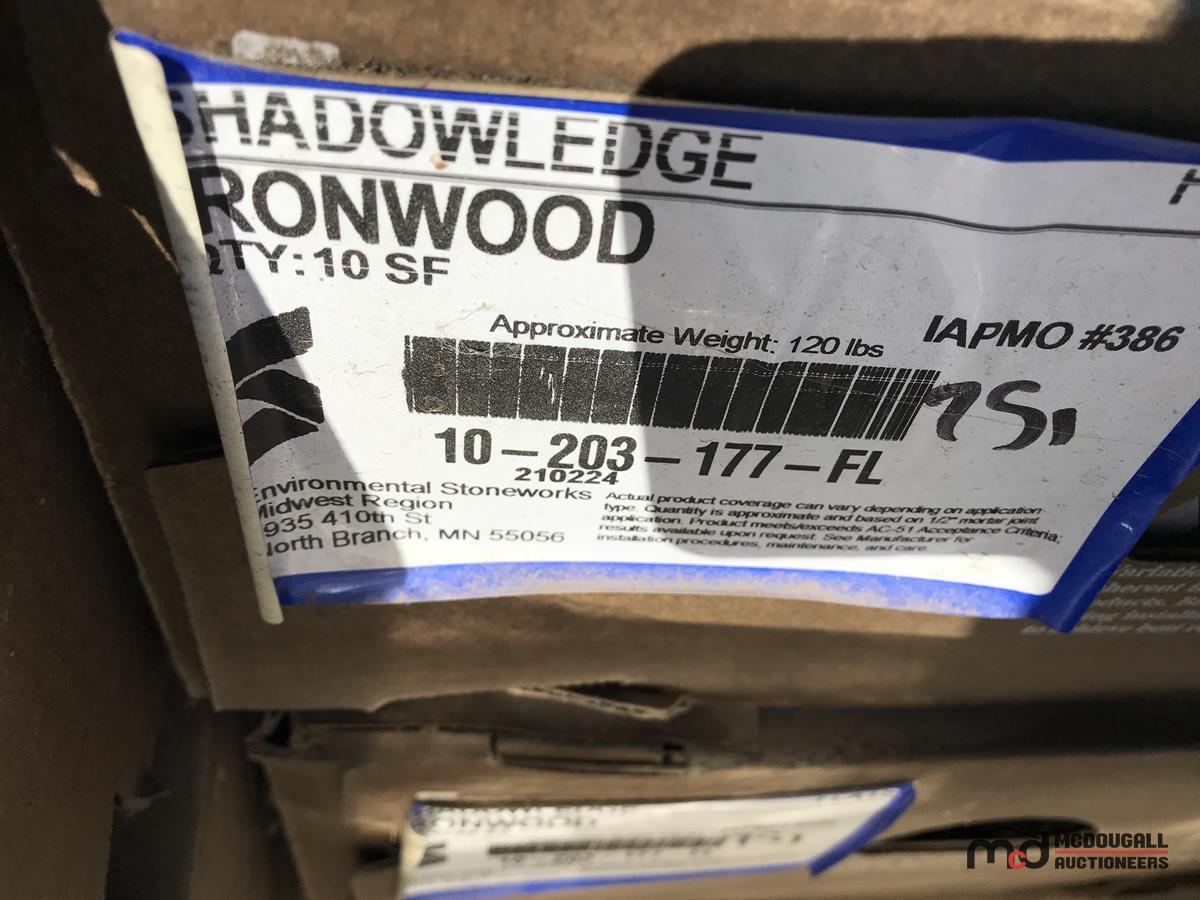 SHADOWLEDGE
IRONWOOD
QTY: 10 SF
Approximate Weight: 120 lbs
IAPMO #386
10-203-177-FL
210224
Environmental Stoneworks
Midwest Region
935 410th St
North Branch, MN 55056
Actual product coverage can vary depending on application
type. Quantity is approximate and based on 1/2" mortar joint
application. Product meets/exceeds AC-51 Acceptance Criteria;
results available upon request. See Manufacturer for
installation procedures, maintenance, and care.
IRONWOOD
mcd MCDOUGALL
AUCTIONEERS